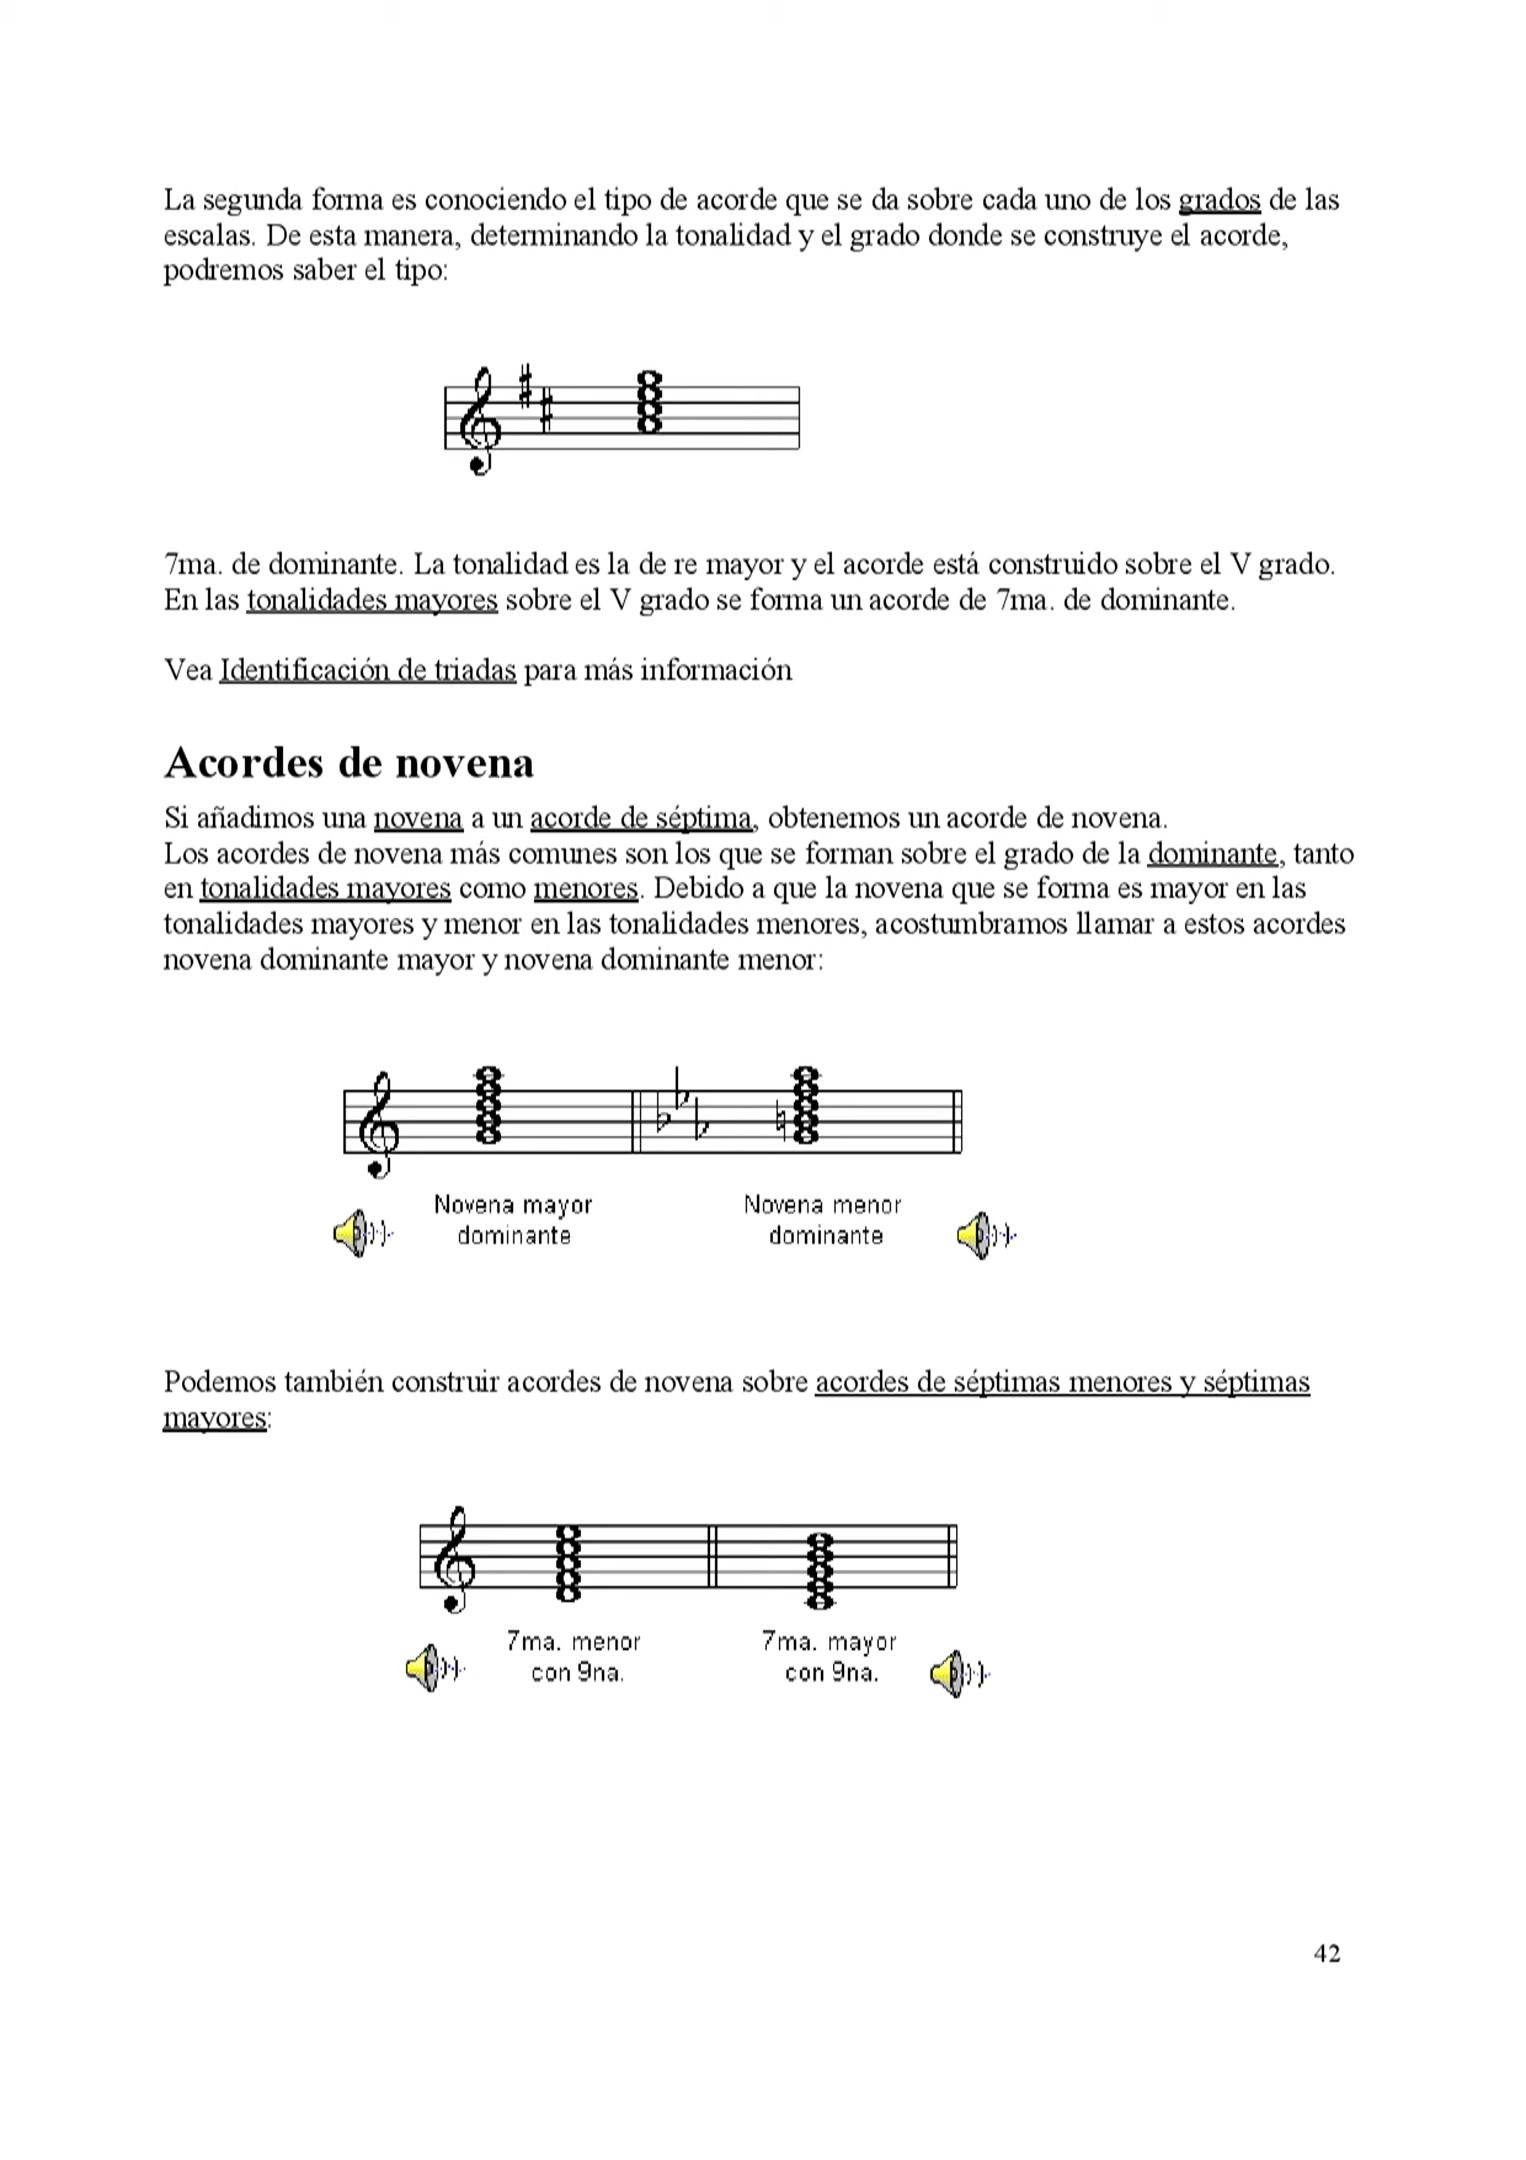 La segunda forma es conociendo el tipo de acorde que se da sobre cada uno de los grados de las
escalas. De esta manera, determinando la tonalidad y el grado donde se construye el acorde,
podremos saber el tipo:
7ma. de dominante. La tonalidad es la de re mayor y el acorde está construido sobre el V grado.
En las tonalidades mayores sobre el V grado se forma un acorde de 7ma. de dominante.
Vea Identificación de triadas para más información
Acordes de novena
Si añadimos una novena a un acorde de séptima, obtenemos un acorde de novena.
Los acordes de novena más comunes son los que se forman sobre el grado de la dominante, tanto
en tonalidades mayores como menores. Debido a que la novena que se forma es mayor en las
tonalidades mayores y menor en las tonalidades menores, acostumbramos llamar a estos acordes
novena dominante mayor y novena dominante menor:
Novena mayor
dominante
Novena menor
dominante
Podemos también construir acordes de novena sobre acordes de séptimas menores y séptimas
mayores:
7ma. menor
con 9na.
7ma. mayor
con 9na.
42